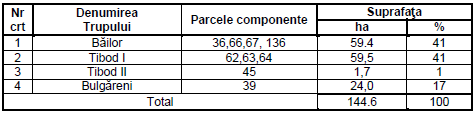 Nr crt Denumirea Trupului Parcele componente Suprafaţa
ha %
1 Băilor 36,66,67, 136 59.4 41
2 Tibod I 62,63,64 59,5 41
3 Tibod II 45 1,7 1
4 Bulgăreni 39 24,0 17
Total 144.6 100